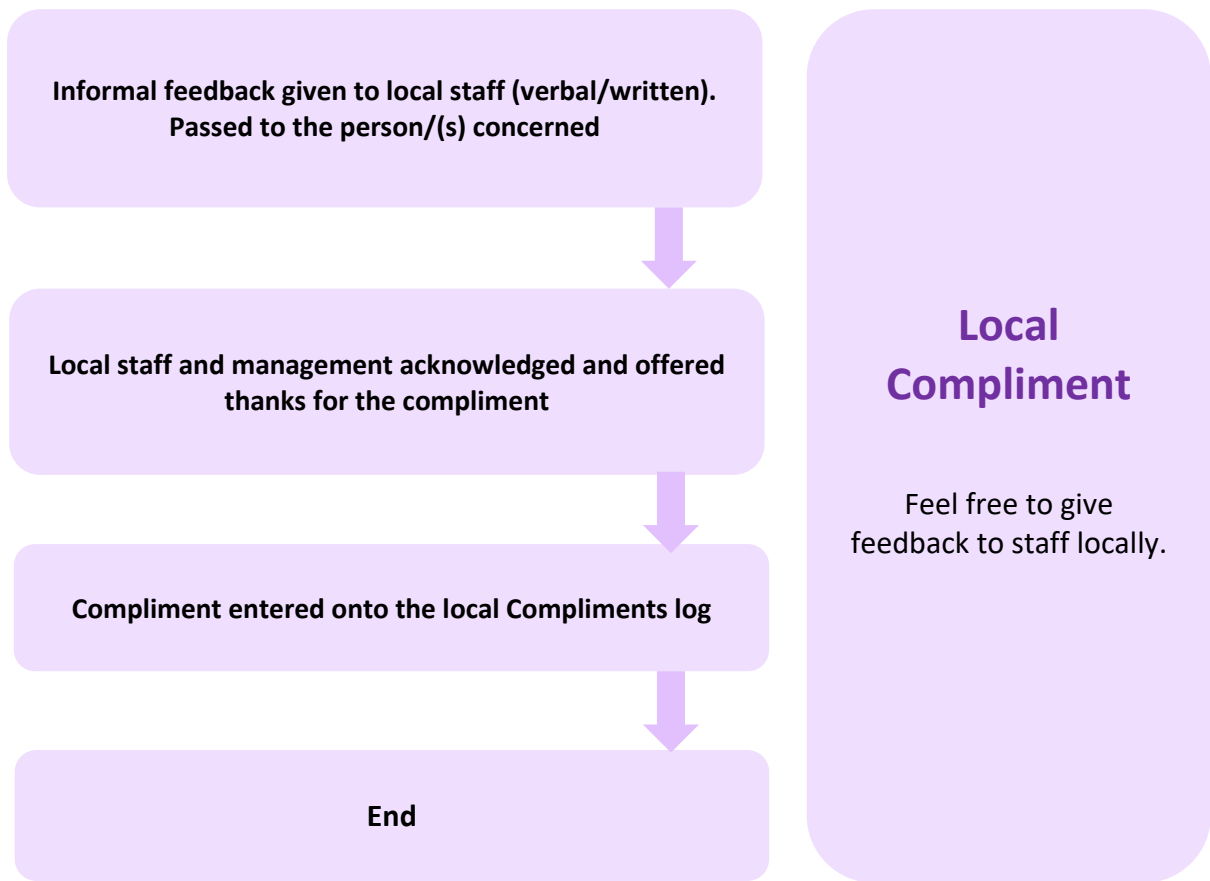 Informal feedback given to local staff (verbal/written).
Passed to the person/(s) concerned
Local staff and management acknowledged and offered
thanks for the compliment
Compliment entered onto the local Compliments log
End
Local
Compliment
Feel free to give
feedback to staff locally.